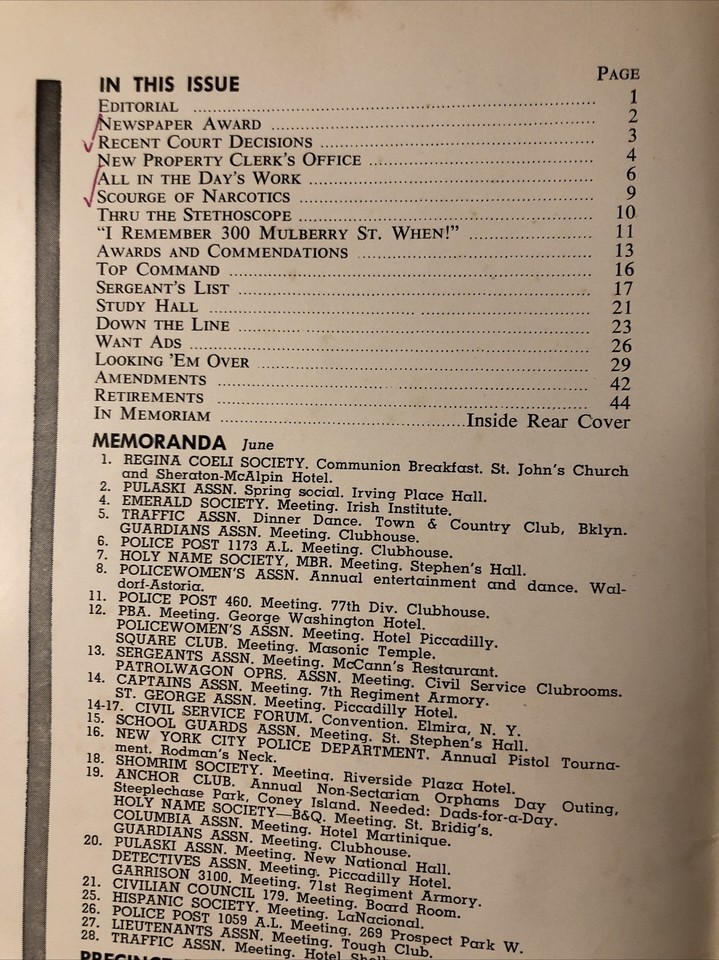 IN THIS ISSUE PAGE
EDITORIAL 1
NEWSPAPER AWARD 2
RECENT COURT DECISIONS 3
NEW PROPERTY CLERK'S OFFICE 4
ALL IN THE DAY'S WORK 6
SCOURGE OF NARCOTICS 9
THRU THE STETHOSCOPE 10
"I REMEMBER 300 MULBERRY ST. WHEN!" 11
AWARDS AND COMMENDATIONS 13
TOP COMMAND 16
SERGEANT'S LIST 17
STUDY HALL 21
DOWN THE LINE 23
WANT ADS 26
LOOKING 'EM OVER 29
AMENDMENTS 42
RETIREMENTS 44
IN MEMORIAM Inside Rear Cover
MEMORANDA June
1. REGINA COELI SOCIETY. Communion Breakfast. St. John's Church
and Sheraton-McAlpin Hotel.
2. PULASKI ASSN. Spring social. Irving Place Hall.
4. EMERALD SOCIETY. Meeting. Irish Institute.
5. TRAFFIC ASSN. Dinner Dance. Town & Country Club, Bklyn.
GUARDIANS ASSN. Meeting. Clubhouse.
6. POLICE POST 1173 A.L. Meeting. Clubhouse.
7. HOLY NAME SOCIETY, MBR. Meeting. Stephen's Hall.
8. POLICEWOMEN'S ASSN. Annual entertainment and dance. Wal-
dorf-Astoria.
11. POLICE POST 460. Meeting. 77th Div. Clubhouse.
12. PBA. Meeting. George Washington Hotel.
POLICEWOMEN'S ASSN. Meeting. Hotel Piccadilly.
SQUARE CLUB. Meeting. Masonic Temple.
13. SERGEANTS ASSN. Meeting. McCann's Restaurant.
PATROLWAGON OPRS. ASSN. Meeting. Civil Service Clubrooms.
14. CAPTAINS ASSN. Meeting. 7th Regiment Armory.
ST. GEORGE ASSN. Meeting. Piccadilly Hotel.
14-17. CIVIL SERVICE FORUM. Convention. Elmira, N. Y.
15. SCHOOL GUARDS ASSN. Meeting. St. Stephen's Hall.
16. NEW YORK CITY POLICE DEPARTMENT. Annual Pistol Tourna-
ment. Rodman's Neck.
18. SHOMRIM SOCIETY. Meeting. Riverside Plaza Hotel.
19. ANCHOR CLUB. Annual Non-Sectarian Orphans Day Outing,
Steeplechase Park, Coney Island. Needed: Dads-for-a-Day.
HOLY NAME SOCIETY—B&Q. Meeting. St. Bridig's.
COLUMBIA ASSN. Meeting. Hotel Martinique.
GUARDIANS ASSN. Meeting. Clubhouse.
20. PULASKI ASSN. Meeting. New National Hall.
DETECTIVES ASSN. Meeting. Piccadilly Hotel.
GARRISON 3100. Meeting. 71st Regiment Armory.
21. CIVILIAN COUNCIL 179. Meeting. Board Room.
25. HISPANIC SOCIETY. Meeting. LaNacional.
26. POLICE POST 1059 A.L. Meeting. 269 Prospect Park W.
27. LIEUTENANTS ASSN. Meeting. Tough Club.
28. TRAFFIC ASSN. Meeting. Hotel
PRECINCT